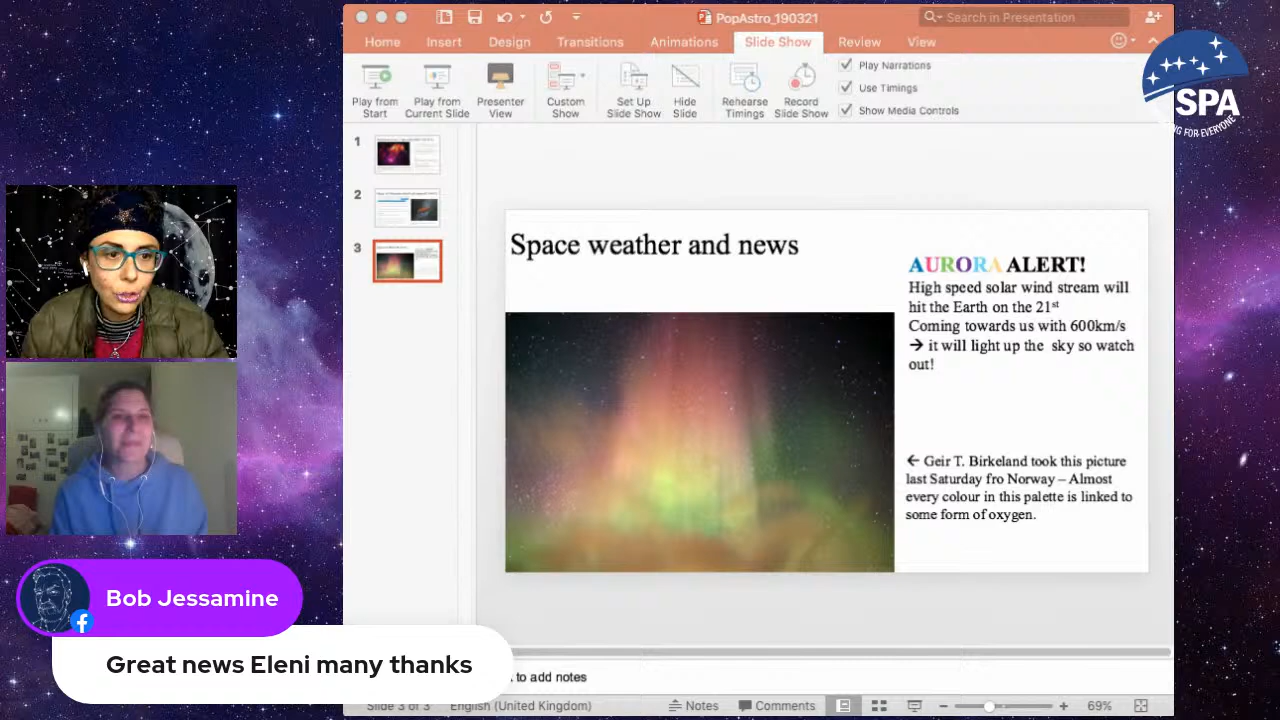 PopAstro_190321
Search in Presentation
Home
Insert
Design
Transitions
Animations
Slide Show
Review
View
Play from
Start
Play from
Current Slide
Presenter
View
Custom
Show
Set Up
Slide Show
Hide
Slide
Rehearse
Timings
Record
Slide Show
Play Narrations
Use Timings
Show Media Controls
SPA
NG FOR EVERYONE
1
2
3
Space weather and news
AURORA ALERT!
High speed solar wind stream will
hit the Earth on the 21st
Coming towards us with 600km/s
→ it will light up the sky so watch
out!
← Geir T. Birkeland took this picture
last Saturday fro Norway – Almost
every colour in this palette is linked to
some form of oxygen.
Bob Jessamine
Great news Eleni many thanks
to add notes
Slide 3 of 3
English (United Kingdom)
Notes
Comments
69%